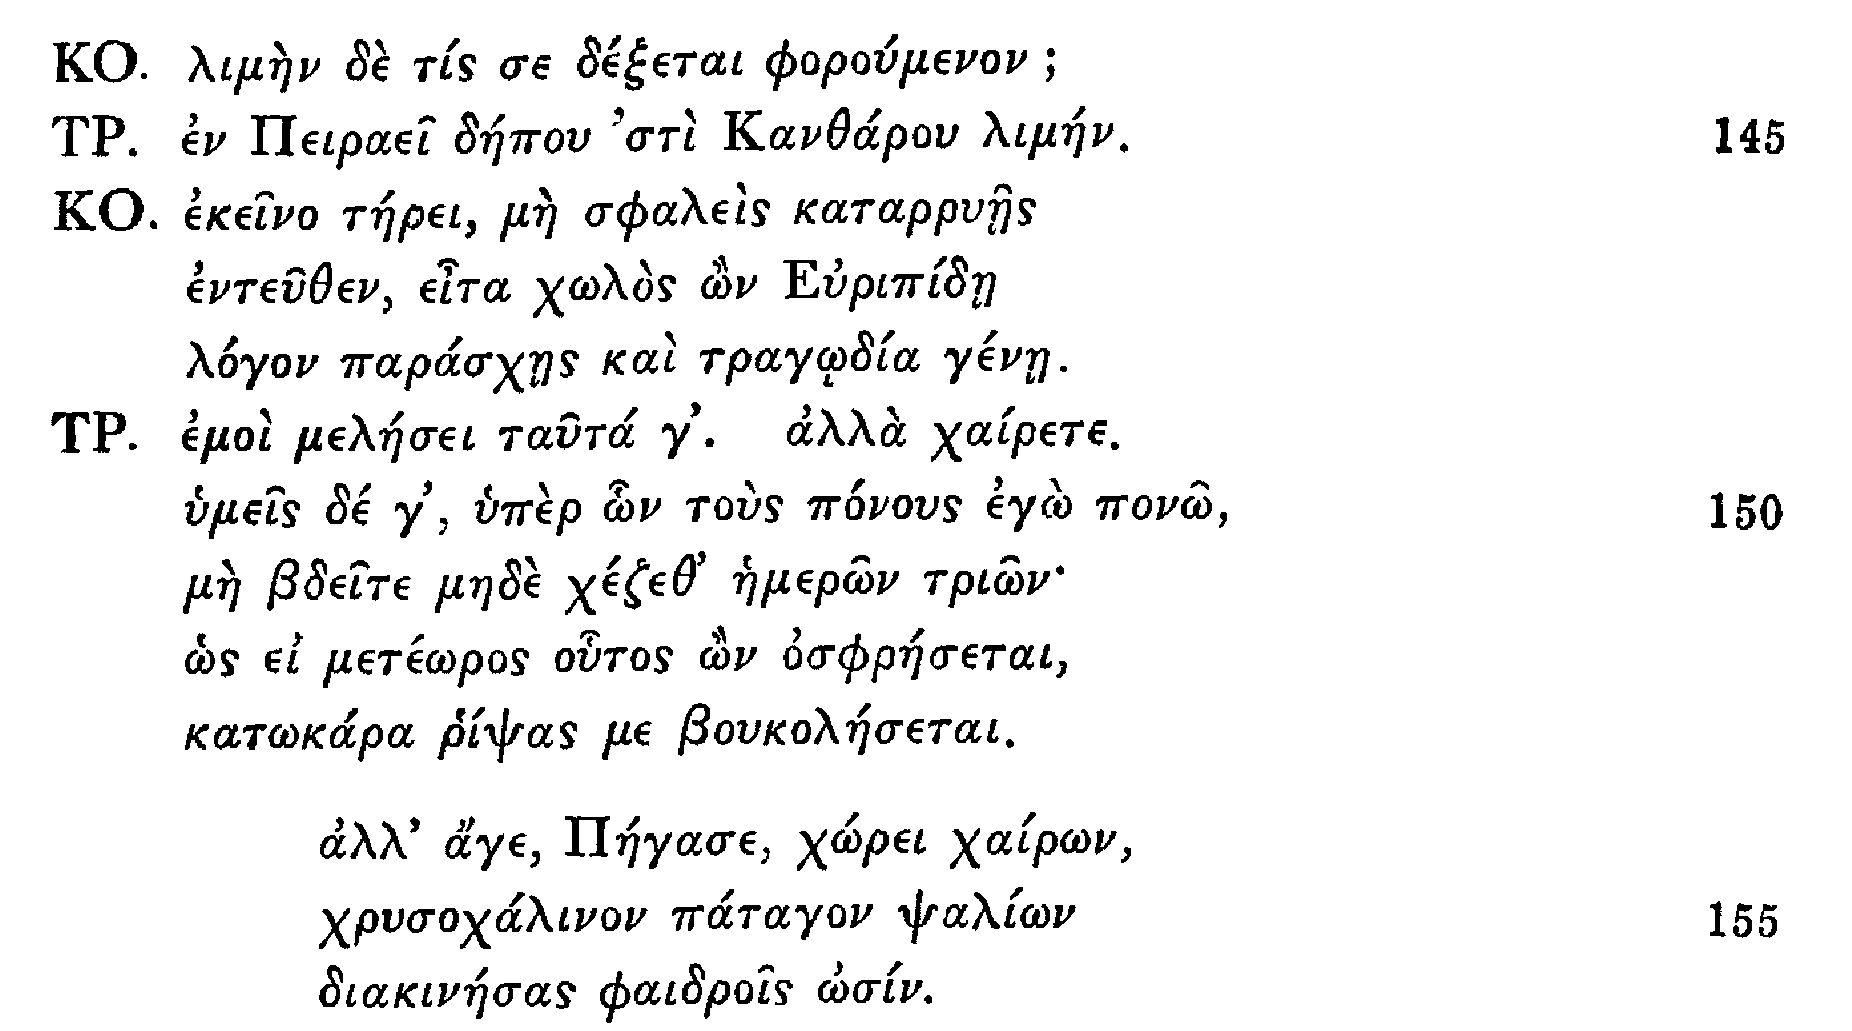 ΚΟ. λιμὴν δὲ τίς σε δέξεται φορούμενον ;
ΤΡ. ἐν Πειραεῖ δήπου ’στὶ Κανθάρου λιμήν. 145
ΚΟ. ἐκεῖνο τήρει, μὴ σφαλεὶς καταρρυῇς
ἐντεῦθεν, εἶτα χωλὸς ὢν Εὐριπίδῃ
λόγον παράσχῃς καὶ τραγῳδία γένῃ.
ΤΡ. ἐμοὶ μελήσει ταῦτά γ’. ἀλλὰ χαίρετε.
ὑμεῖς δέ γ’, ὑπὲρ ὧν τοὺς πόνους ἐγὼ πονῶ, 150
μὴ βδεῖτε μηδὲ χέζεθ’ ἡμερῶν τριῶν·
ὡς εἰ μετέωρος οὗτος ὢν ὀσφρήσεται,
κατωκάρα ῥίψας με βουκολήσεται.
ἀλλ’ ἄγε, Πήγασε, χώρει χαίρων,
χρυσοχάλινον πάταγον ψαλίων 155
διακινήσας φαιδροῖς ὠσίν.